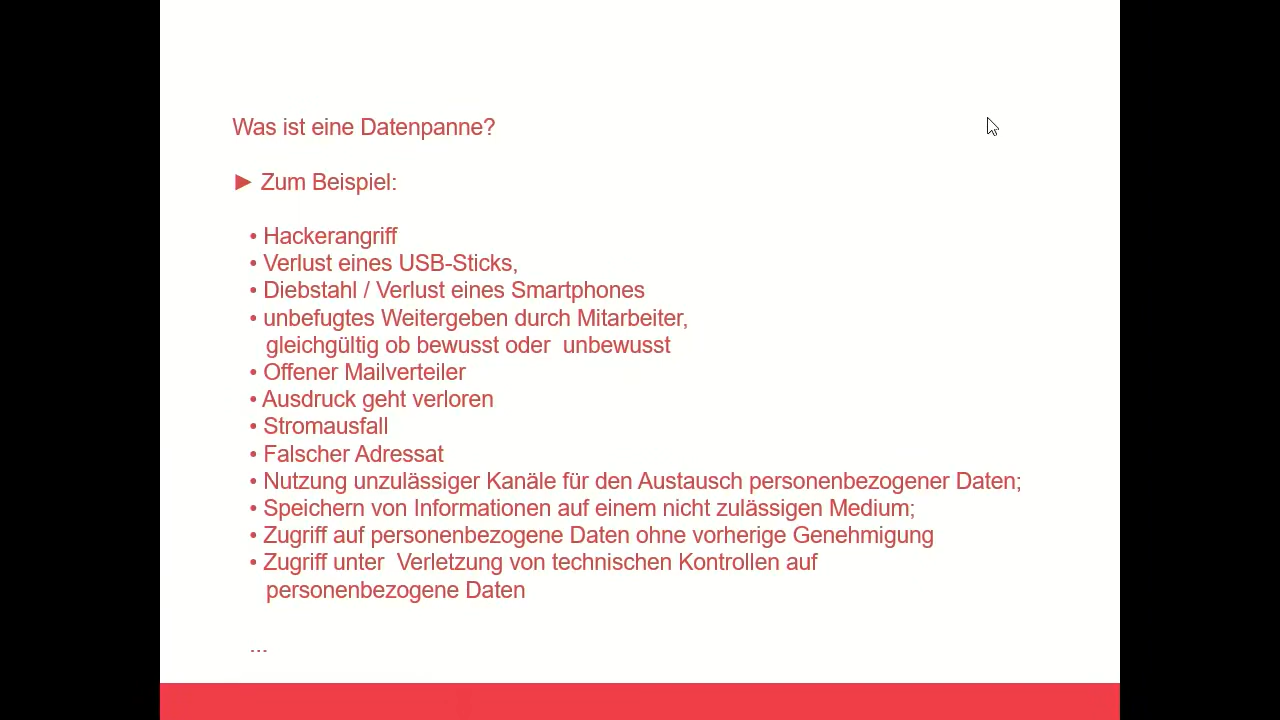 Was ist eine Datenpanne?
► Zum Beispiel:
• Hackerangriff
• Verlust eines USB-Sticks,
• Diebstahl / Verlust eines Smartphones
• unbefugtes Weitergeben durch Mitarbeiter,
gleichgültig ob bewusst oder  unbewusst
• Offener Mailverteiler
• Ausdruck geht verloren
• Stromausfall
• Falscher Adressat
• Nutzung unzulässiger Kanäle für den Austausch personenbezogener Daten;
• Speichern von Informationen auf einem nicht zulässigen Medium;
• Zugriff auf personenbezogene Daten ohne vorherige Genehmigung
• Zugriff unter  Verletzung von technischen Kontrollen auf
personenbezogene Daten
...